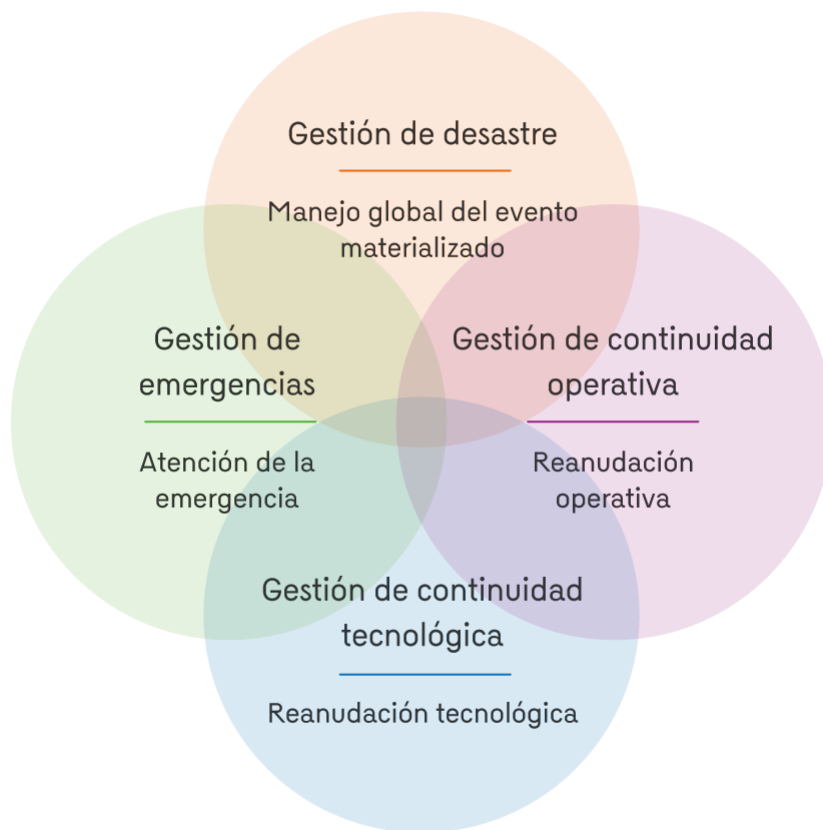 Gestión de desastre
Manejo global del evento
materializado
Gestión de
emergencias
Atención de la
emergencia
Gestión de continuidad
operativa
Reanudación
operativa
Gestión de continuidad
tecnológica
Reanudación tecnológica